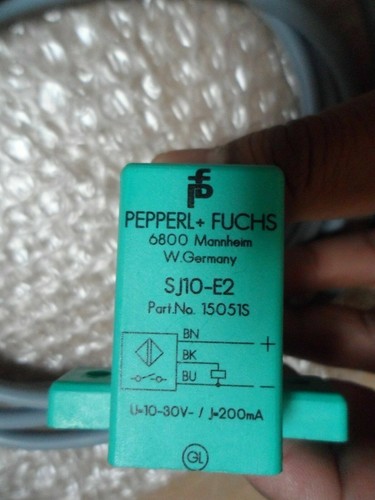 PEPPERL+ FUCHS
6800 Mannheim
W.Germany
SJ10-E2
Part.No. 15051S
BN
+
BK
BU
−
U=10-30V- / J=200mA
GL